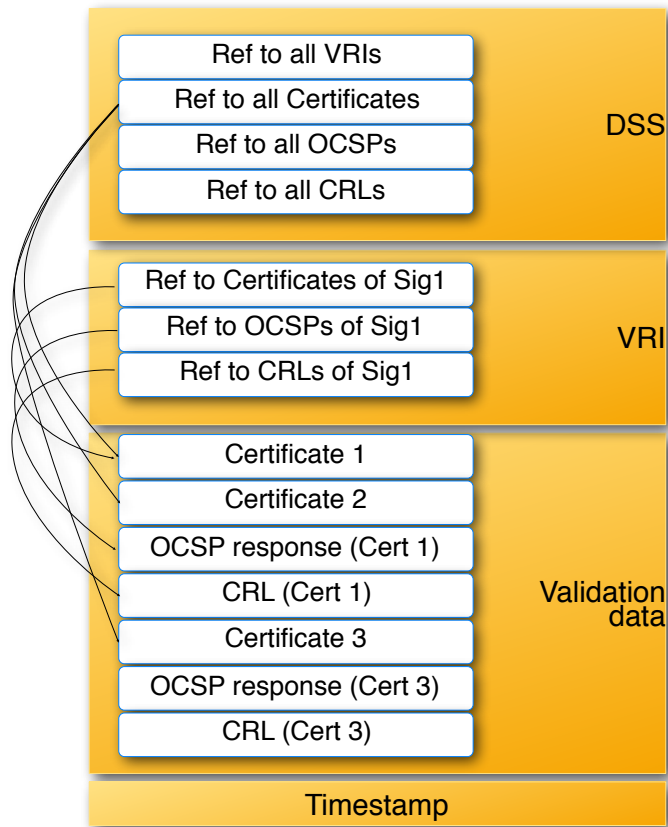 Ref to all VRIs
Ref to all Certificates
Ref to all OCSPs
Ref to all CRLs
DSS
Ref to Certificates of Sig1
Ref to OCSPs of Sig1
Ref to CRLs of Sig1
VRI
Certificate 1
Certificate 2
OCSP response (Cert 1)
CRL (Cert 1)
Certificate 3
OCSP response (Cert 3)
CRL (Cert 3)
Validation
data
Timestamp